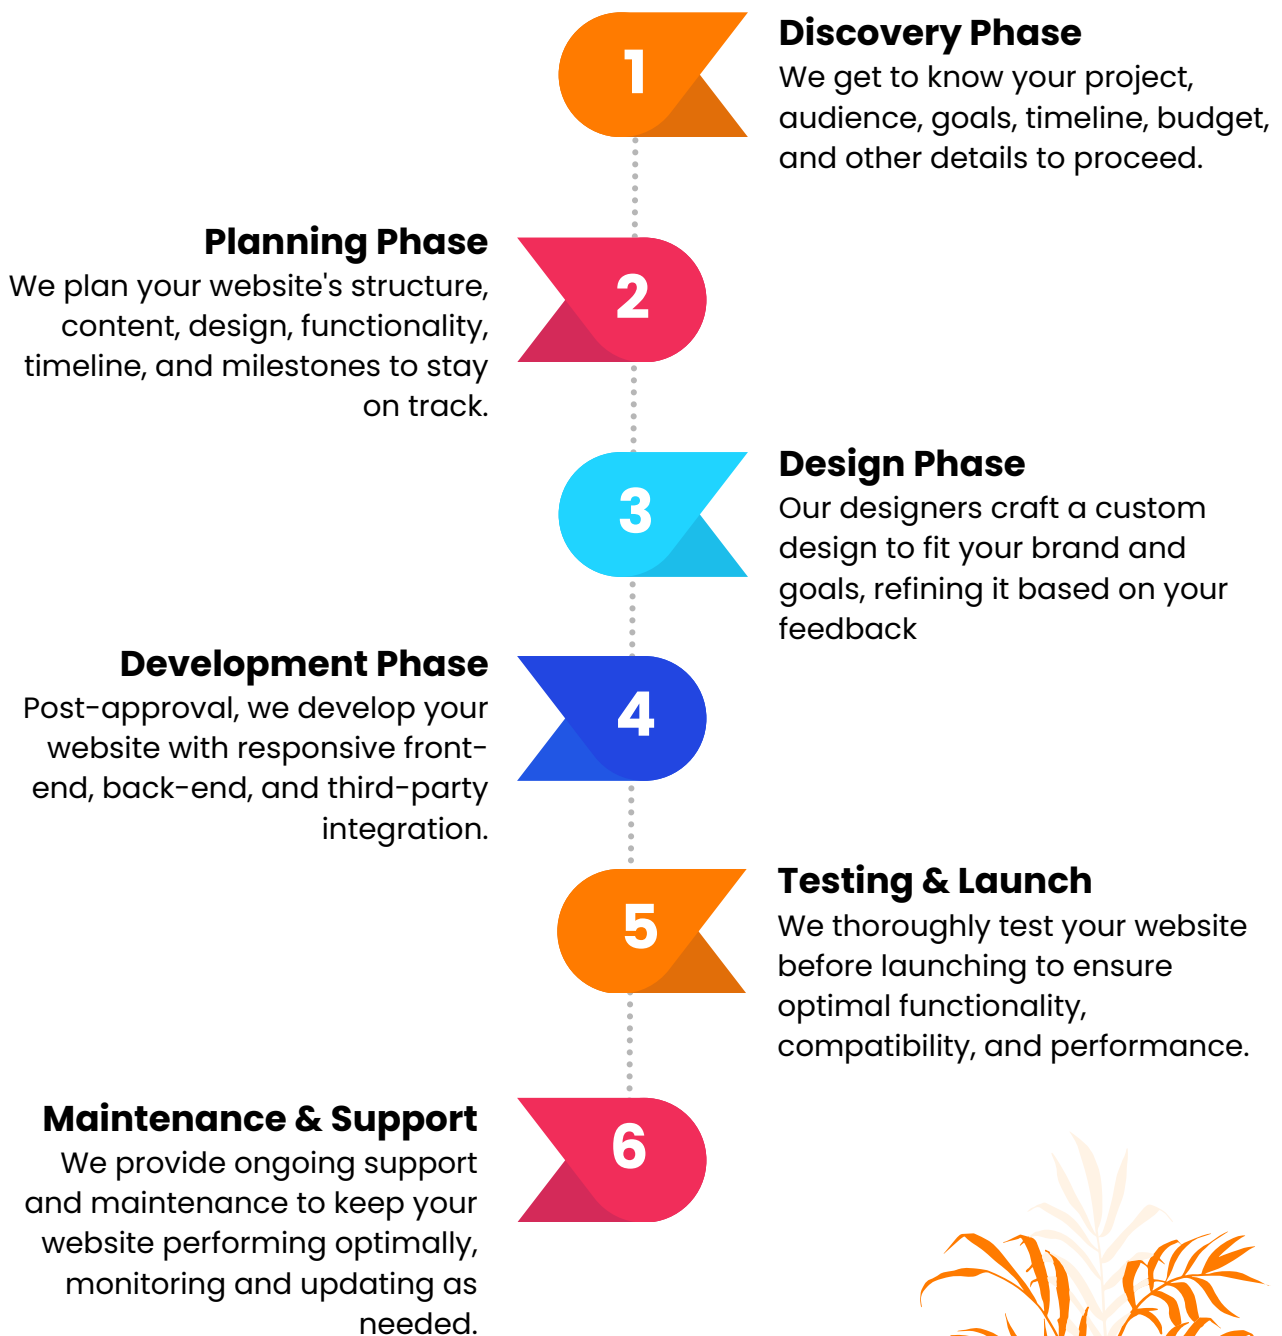 1
Discovery Phase
We get to know your project,
audience, goals, timeline, budget,
and other details to proceed.
2
Planning Phase
We plan your website's structure,
content, design, functionality,
timeline, and milestones to stay
on track.
3
Design Phase
Our designers craft a custom
design to fit your brand and
goals, refining it based on your
feedback
4
Development Phase
Post-approval, we develop your
website with responsive front-
end, back-end, and third-party
integration.
5
Testing & Launch
We thoroughly test your website
before launching to ensure
optimal functionality,
compatibility, and performance.
6
Maintenance & Support
We provide ongoing support
and maintenance to keep your
website performing optimally,
monitoring and updating as
needed.